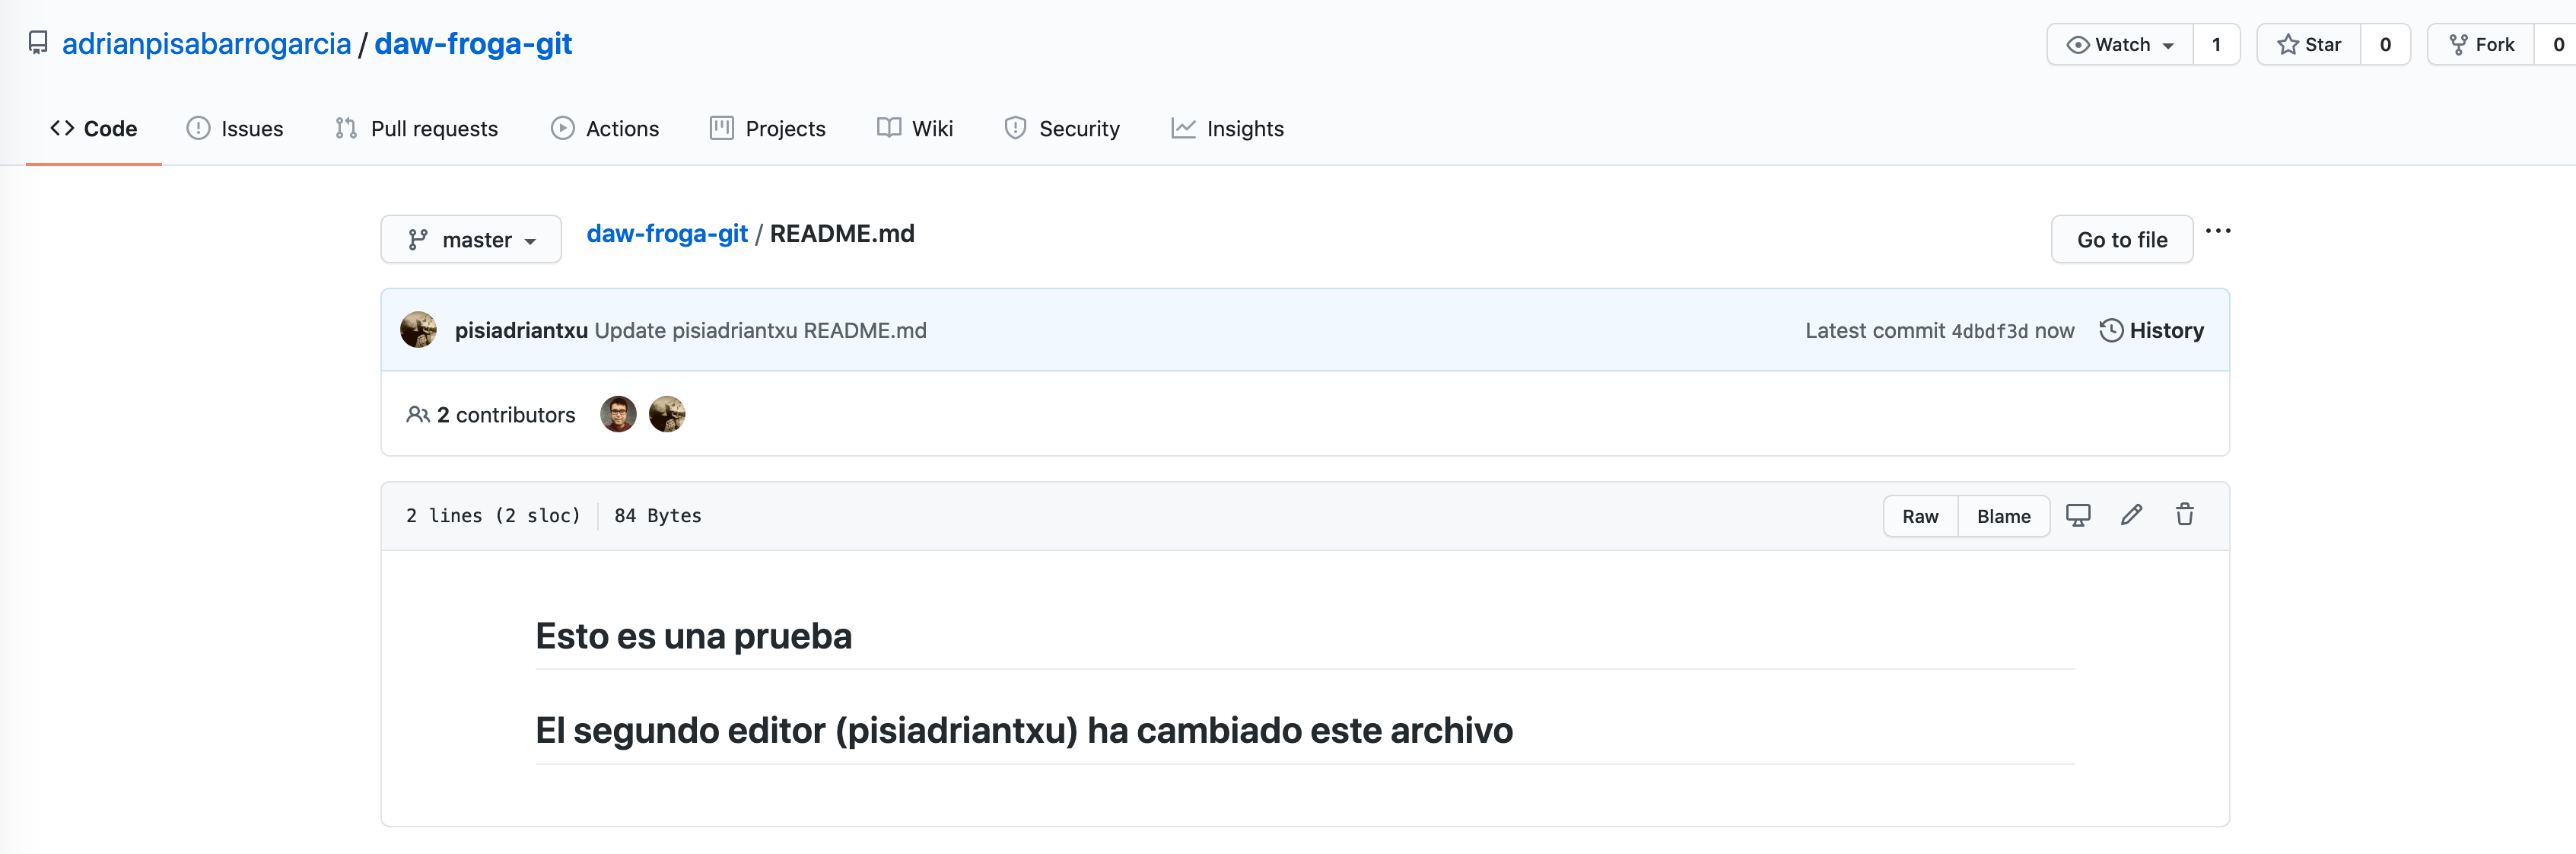 adrianpisabarrogarcia / daw-froga-git
Watch 1 Star 0 Fork 0
Code Issues Pull requests Actions Projects Wiki Security Insights
master daw-froga-git / README.md Go to file ...
pisiadriantxu Update pisiadriantxu README.md Latest commit 4dbdf3d now History
2 contributors
2 lines (2 sloc) 84 Bytes Raw Blame
Esto es una prueba
El segundo editor (pisiadriantxu) ha cambiado este archivo